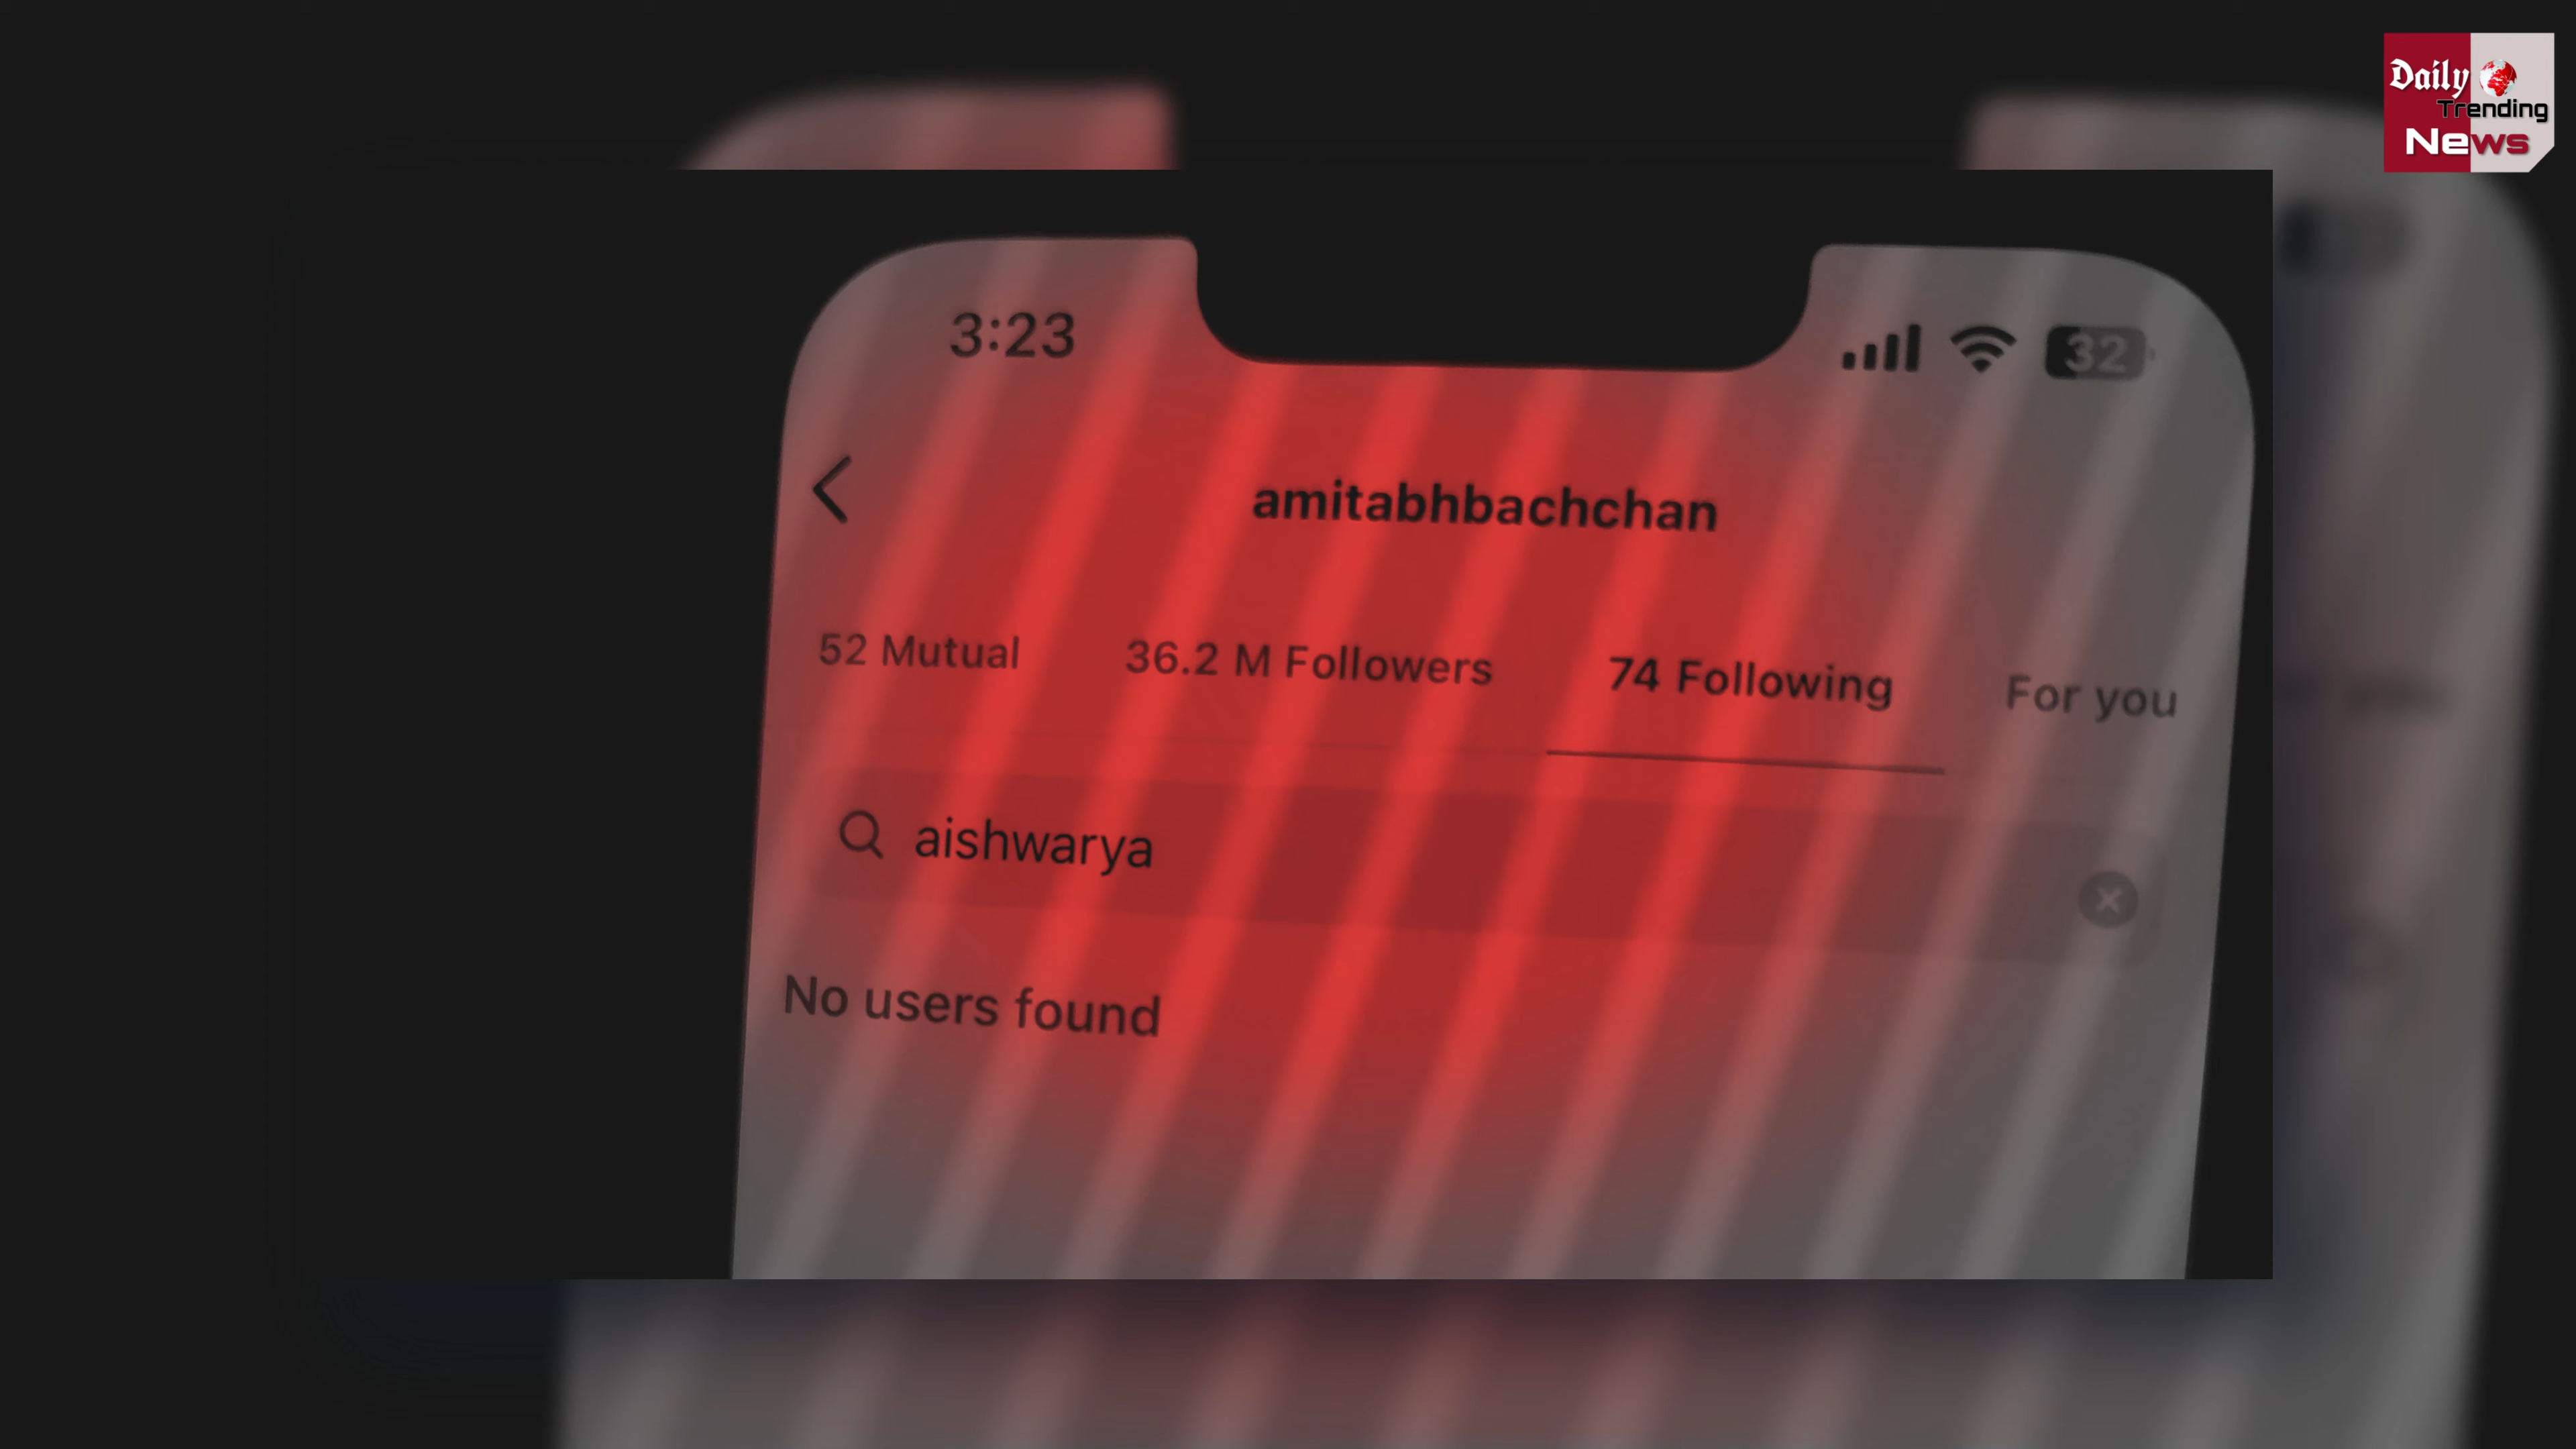 Daily
Trending
News
3:23
32
amitabhbachchan
52 Mutual 36.2 M Followers 74 Following For you
aishwarya
No users found